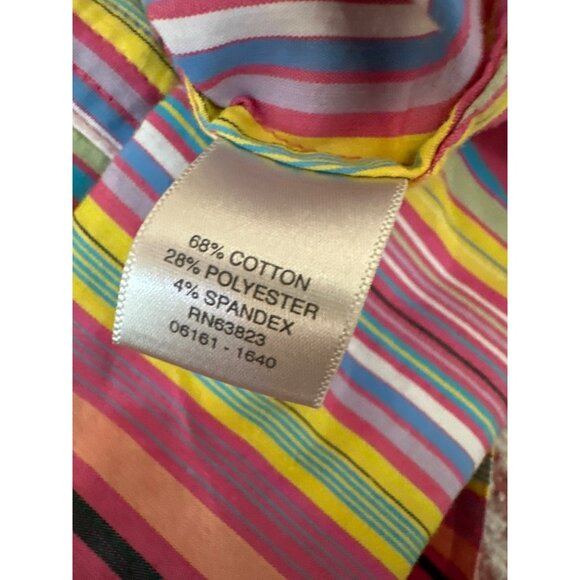 68% COTTON
28% POLYESTER
4% SPANDEX
RN63823
06161 - 1640